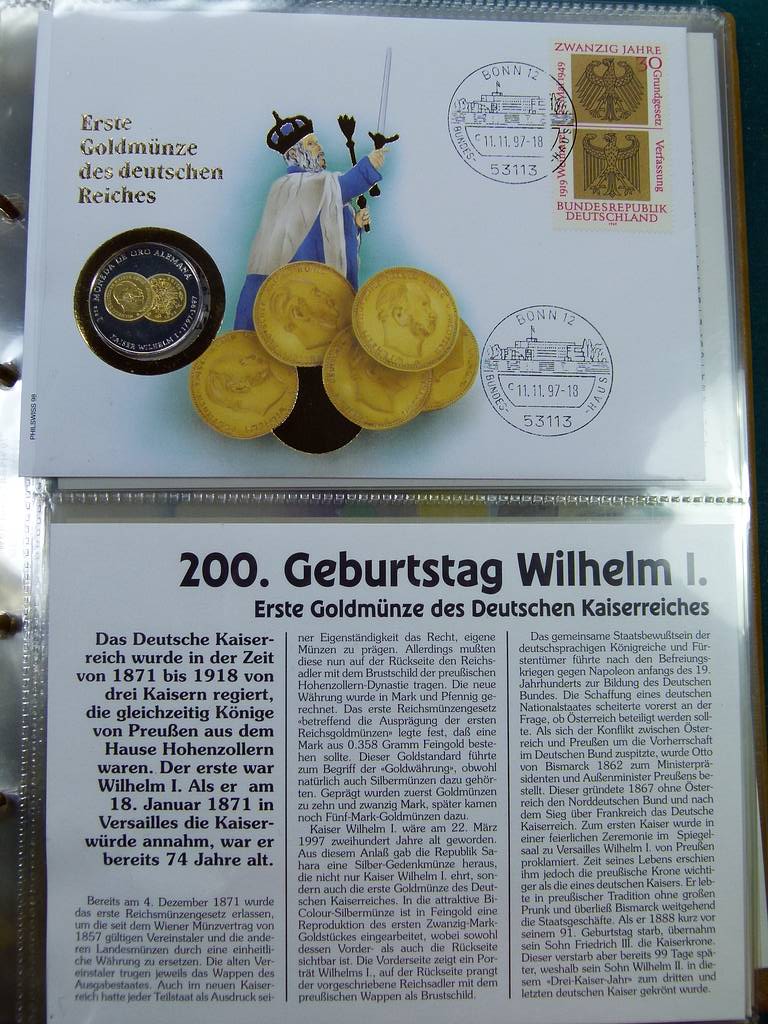 Erste
Goldmünze
des deutschen
Reiches
1era MONEDA DE ORO ALEMANA
KAISER WILHELM I · 1797-1997
PHILSWISS 98
BONN 12
11.11.97-18
BUNDES-
HAUS
53113
ZWANZIG JAHRE
30
Grundgesetz
Verfassung
BUNDESREPUBLIK
DEUTSCHLAND
BONN 12
C 11.11.97-18
BUNDES-
-HAUS
53113
200. Geburtstag Wilhelm I.
Erste Goldmünze des Deutschen Kaiserreiches
Das Deutsche Kaiser-
reich wurde in der Zeit
von 1871 bis 1918 von
drei Kaisern regiert,
die gleichzeitig Könige
von Preußen aus dem
Hause Hohenzollern
waren. Der erste war
Wilhelm I. Als er am
18. Januar 1871 in
Versailles die Kaiser-
würde annahm, war er
bereits 74 Jahre alt.
Bereits am 4. Dezember 1871 wurde
das erste Reichsmünzengesetz erlassen,
um die seit dem Wiener Münzvertrag von
1857 gültigen Vereinstaler und die ande-
ren Landesmünzen durch eine einheitli-
che Währung zu ersetzen. Die alten Ver-
einstaler trugen jeweils das Wappen des
Ausgabestaates. Auch im neuen Kaiser-
reich hatte jeder Teilstaat als Ausdruck sei-
ner Eigenständigkeit das Recht, eigene
Münzen zu prägen. Allerdings mußten
diese nun auf der Rückseite den Reichs-
adler mit dem Brustschild der preußischen
Hohenzollern-Dynastie tragen. Die neue
Währung wurde in Mark und Pfennig ge-
rechnet. Das erste Reichsmünzengesetz
«betreffend die Ausprägung der ersten
Reichsgoldmünzen» legte fest, daß eine
Mark aus 0.358 Gramm Feingold beste-
hen sollte. Dieser Goldstandard führte
zum Begriff der «Goldwährung», obwohl
natürlich auch Silbermünzen dazu gehör-
ten. Geprägt wurden zuerst Goldmünzen
zu zehn und zwanzig Mark, später kamen
noch Fünf-Mark-Goldmünzen dazu.
Kaiser Wilhelm I. wäre am 22. März
1997 zweihundert Jahre alt geworden.
Aus diesem Anlaß gab die Republik Sa-
hara eine Silber-Gedenkmünze heraus,
die nicht nur Kaiser Wilhelm I. ehrt, son-
dern auch die erste Goldmünze des Deut-
schen Kaiserreiches. In die attraktive Bi-
Colour-Silbermünze ist in Feingold eine
Reproduktion des ersten Zwanzig-Mark-
Goldstückes eingearbeitet, wobei sowohl
dessen Vorder- als auch die Rückseite
sichtbar ist. Die Vorderseite zeigt ein Por-
trät Wilhelms I., auf der Rückseite prangt
der vorgeschriebene Reichsadler mit dem
preußischen Wappen als Brustschild.
Das gemeinsame Staatsbewußtsein der
deutschsprachigen Königreiche und Für-
stentümer führte nach den Befreiungs-
kriegen gegen Napoleon anfangs des 19.
Jahrhunderts zur Bildung des Deutschen
Bundes. Die Schaffung eines deutschen
Nationalstaates scheiterte vorerst an der
Frage, ob Österreich beteiligt werden soll-
te. Als sich der Konflikt zwischen Öster-
reich und Preußen um die Vorherrschaft
im Deutschen Bund zuspitzte, wurde Otto
von Bismarck 1862 zum Ministerprä-
sidenten und Außenminister Preußens be-
stellt. Dieser gründete 1867 ohne Öster-
reich den Norddeutschen Bund und nach
dem Sieg über Frankreich das Deutsche
Kaiserreich. Zum ersten Kaiser wurde in
einer feierlichen Zeremonie im Spiegel-
saal zu Versailles Wilhelm I. von Preußen
proklamiert. Zeit seines Lebens erschien
ihm jedoch die preußische Krone wichti-
ger als die eines deutschen Kaisers. Er leb-
te in preußischer Tradition ohne großen
Prunk und überließ Bismarck weitgehend
die Staatsgeschäfte. Als er 1888 kurz vor
seinem 91. Geburtstag starb, übernahm
sein Sohn Friedrich III. die Kaiserkrone.
Dieser verstarb aber bereits 99 Tage spä-
ter, weshalb sein Sohn Wilhelm II. in die-
sem «Drei-Kaiser-Jahr» zum dritten und
letzten deutschen Kaiser gekrönt wurde.